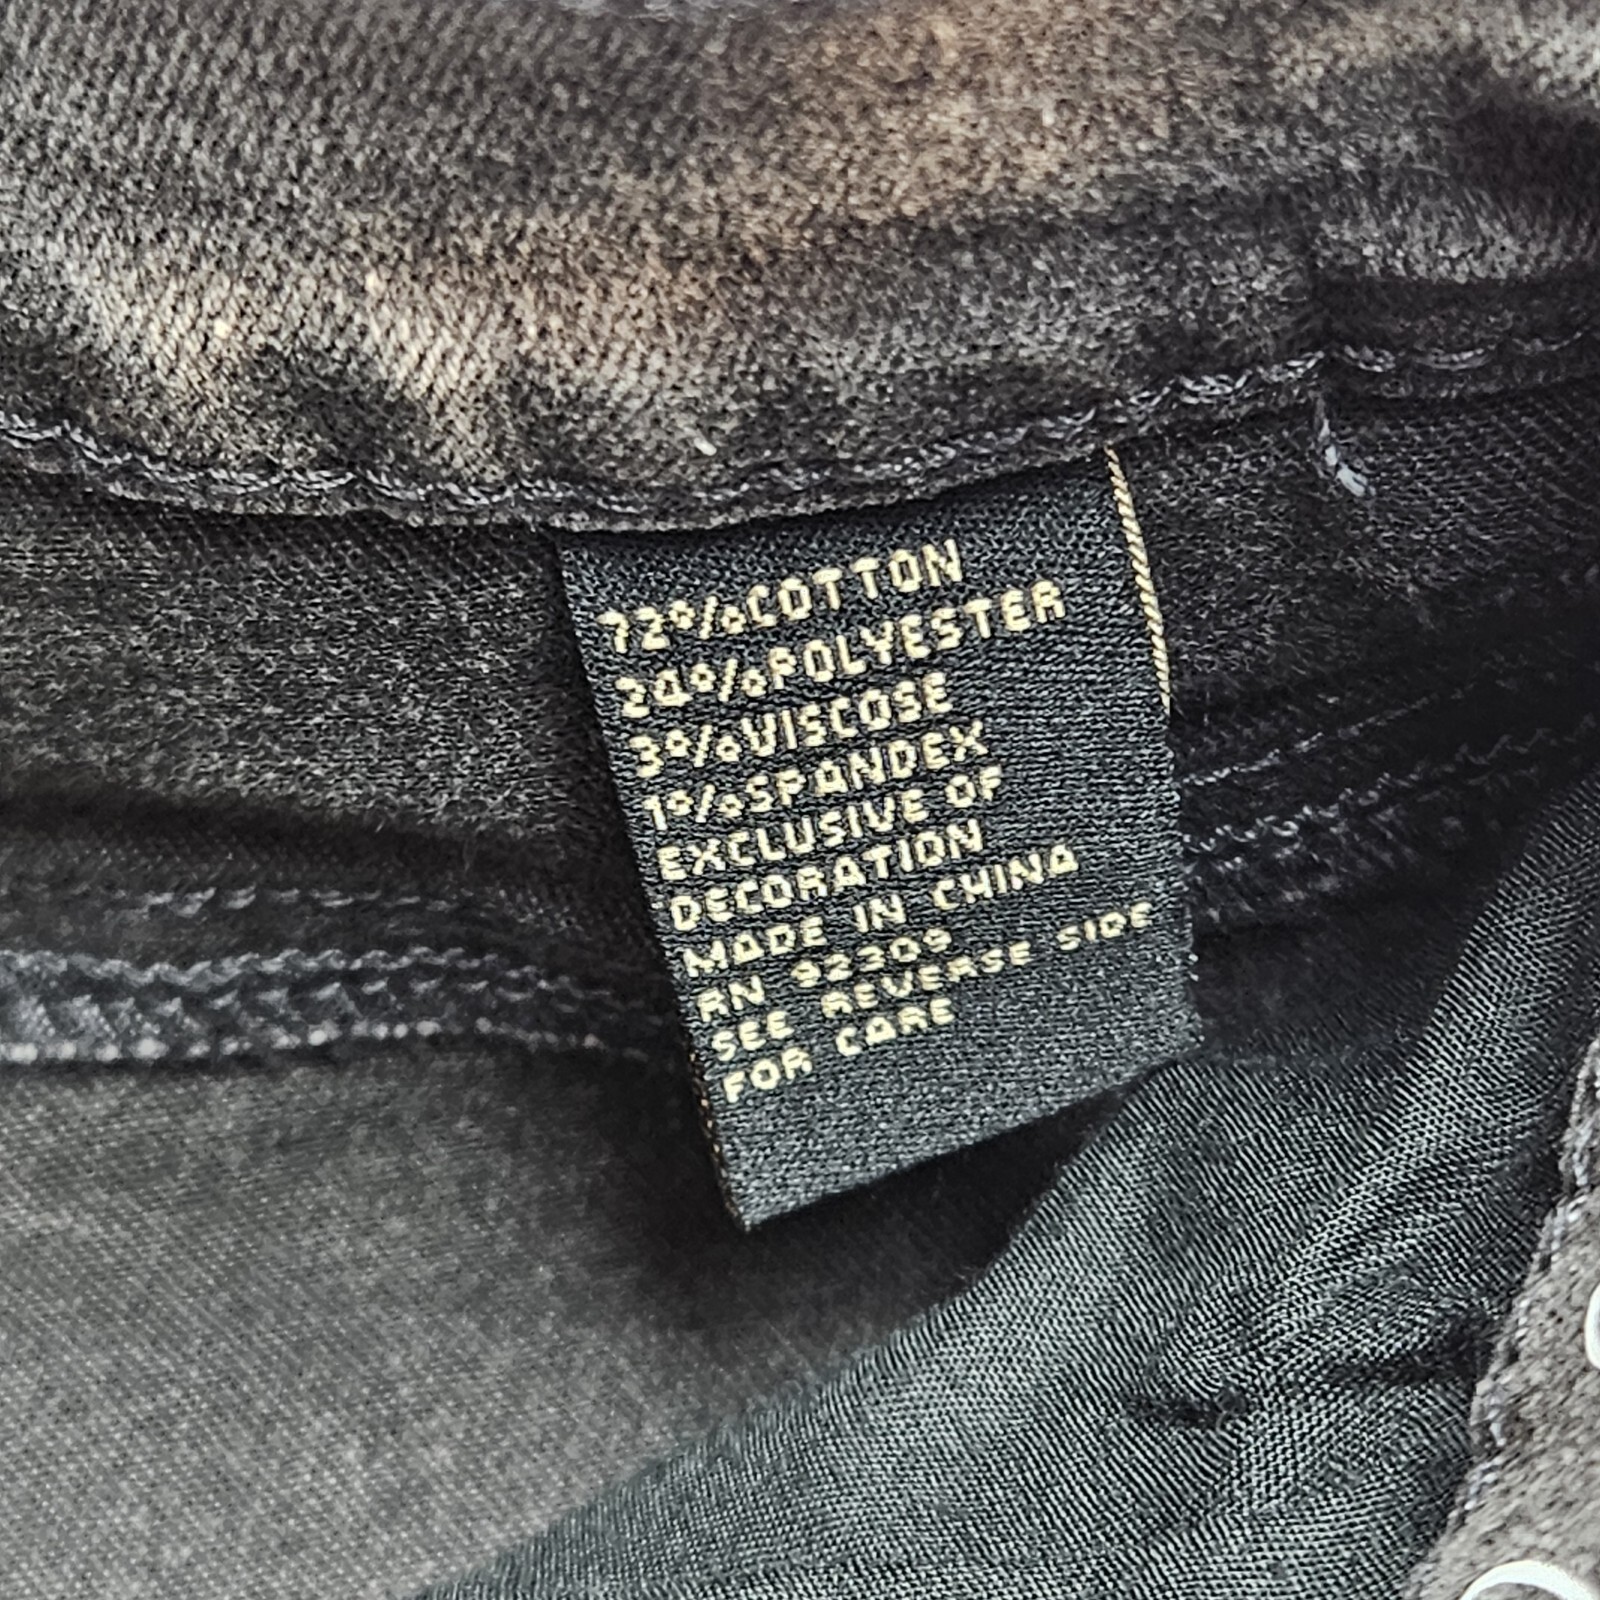 72%COTTON
24%POLYESTER
3%VISCOSE
1%SPANDEX
EXCLUSIVE OF
DECORATION
MADE IN CHINA
RN 92309
SEE REVERSE SIDE
FOR CARE